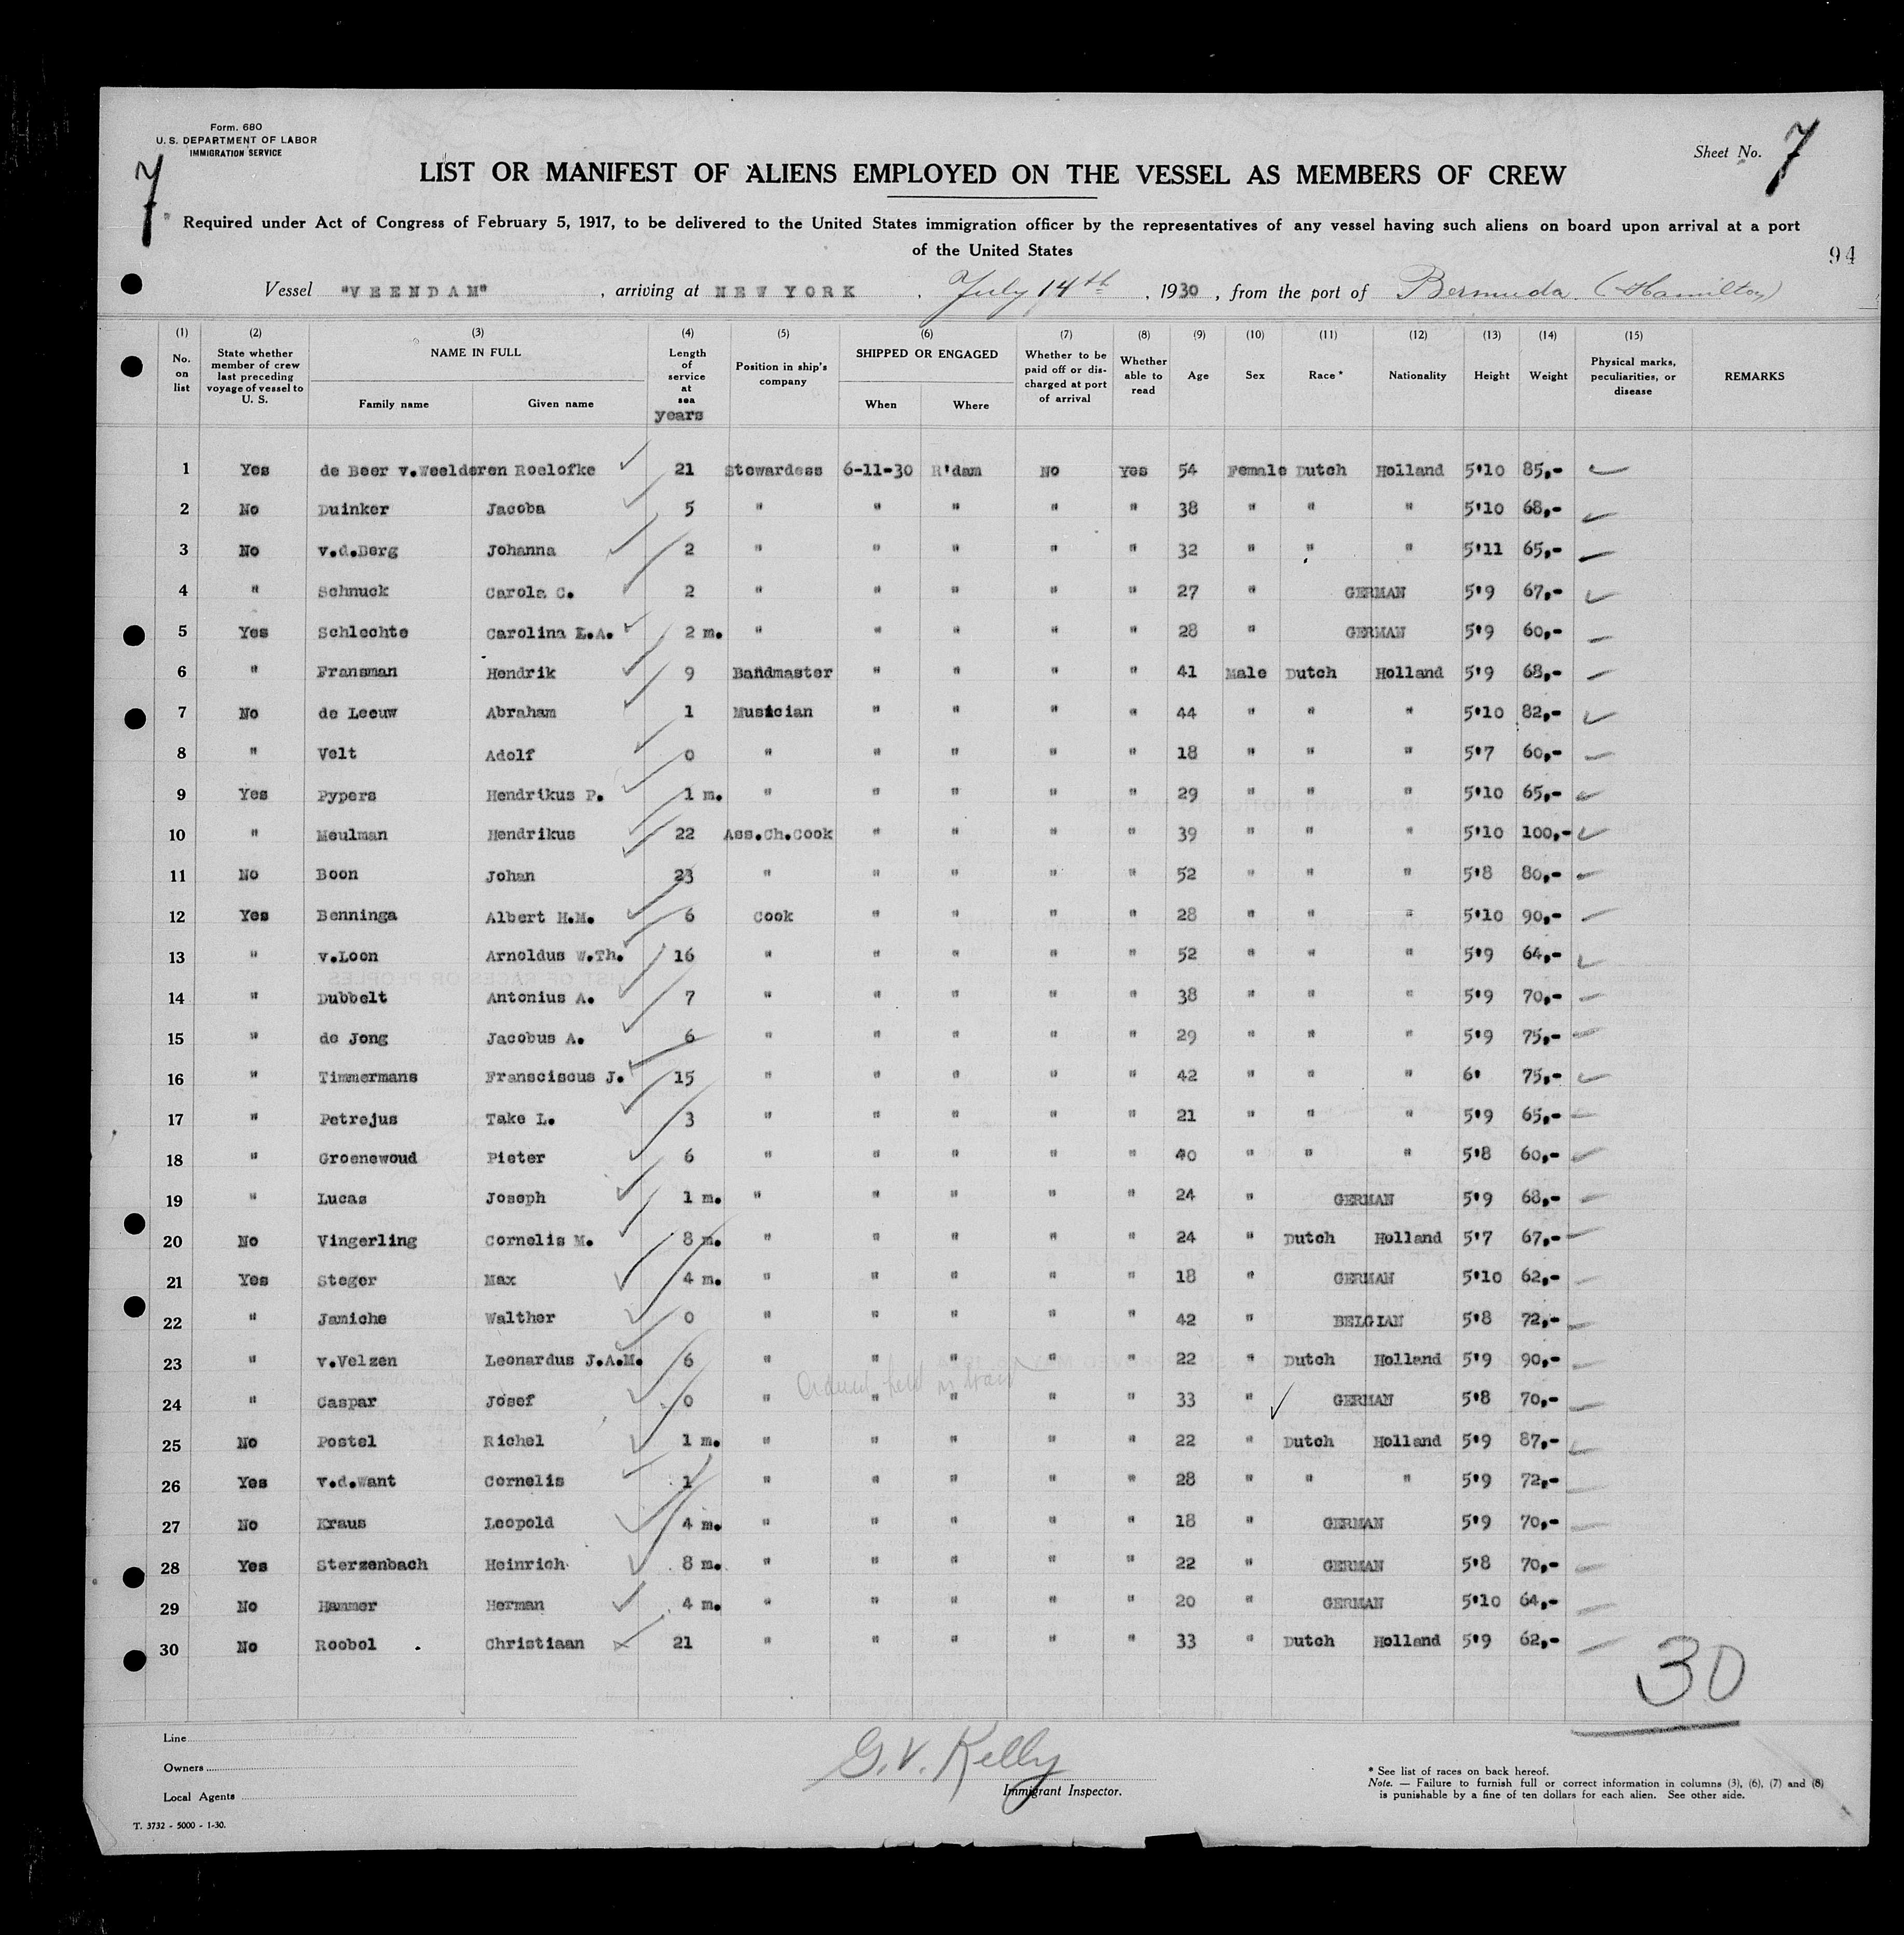 Form. 680
U. S. DEPARTMENT OF LABOR
IMMIGRATION SERVICE
7
Sheet No. 7
LIST OR MANIFEST OF ALIENS EMPLOYED ON THE VESSEL AS MEMBERS OF CREW
Required under Act of Congress of February 5, 1917, to be delivered to the United States immigration officer by the representatives of any vessel having such aliens on board upon arrival at a port
of the United States
94
Vessel "VEENDAM" , arriving at NEW YORK , July 14th , 1930 , from the port of Bermuda (Hamilton)
(1) (2) (3) (4) (5) (6) (7) (8) (9) (10) (11) (12) (13) (14) (15)
No. on list State whether member of crew last preceding voyage of vessel to U. S. NAME IN FULL Family name Given name Length of service at sea years Position in ship's company SHIPPED OR ENGAGED When Where Whether to be paid off or discharged at port of arrival Whether able to read Age Sex Race * Nationality Height Weight Physical marks, peculiarities, or disease REMARKS
1 Yes de Beer v.Weelderen Roelofke 21 Stewardess 6-11-30 R'dam No Yes 54 Female Dutch Holland 5'10 85,-
2 No Duinker Jacoba 5 " " " " " 38 " " " 5'10 68,-
3 No v.d.Berg Johanna 2 " " " " " 32 " " " 5'11 65,-
4 " Schnuck Carola C. 2 " " " " " 27 " GERMAN 5'9 67,-
5 Yes Schlechte Carolina L.A. 2 m. " " " " " 28 " GERMAN 5'9 60,-
6 " Fransman Hendrik 9 Bandmaster " " " " 41 Male Dutch Holland 5'9 68,-
7 No de Leeuw Abraham 1 Musician " " " " 44 " " " 5'10 82,-
8 " Velt Adolf 0 " " " " " 18 " " " 5'7 60,-
9 Yes Pypers Hendrikus P. 1 m. " " " " " 29 " " " 5'10 65,-
10 " Meulman Hendrikus 22 Ass.Ch.Cook " " " " 39 " " " 5'10 100,-
11 No Boon Johan 23 " " " " " 52 " " " 5'8 80,-
12 Yes Benninga Albert H.M. 6 Cook " " " " 28 " " " 5'10 90,-
13 " v.Loon Arnoldus W.Th. 16 " " " " " 52 " " " 5'9 64,-
14 " Dubbelt Antonius A. 7 " " " " " 38 " " " 5'9 70,-
15 " de Jong Jacobus A. 6 " " " " " 29 " " " 5'9 75,-
16 " Timmermans Fransciscus J. 15 " " " " " 42 " " " 6' 75,-
17 " Petrejus Take L. 3 " " " " " 21 " " " 5'9 65,-
18 " Groenewoud Pieter 6 " " " " " 40 " " " 5'8 60,-
19 " Lucas Joseph 1 m. " " " " " 24 " GERMAN 5'9 68,-
20 No Vingerling Cornelis M. 8 m. " " " " " 24 " Dutch Holland 5'7 67,-
21 Yes Steger Max 4 m. " " " " " 18 " GERMAN 5'10 62,-
22 " Jamiche Walther 0 " " " " " 42 " BELGIAN 5'8 72,-
23 " v.Velzen Leonardus J.A.M. 6 " " " " " 22 " Dutch Holland 5'9 90,-
24 " Caspar Josef 0 " " " " " 33 " GERMAN 5'8 70,-
25 No Postel Richel 1 m. " " " " " 22 " Dutch Holland 5'9 87,-
26 Yes v.d.Want Cornelis 1 " " " " " 28 " " " 5'9 72,-
27 No Kraus Leopold 4 m. " " " " " 18 " GERMAN 5'9 70,-
28 Yes Sterzenbach Heinrich 8 m. " " " " " 22 " GERMAN 5'8 70,-
29 No Hammer Herman 4 m. " " " " " 20 " GERMAN 5'10 64,-
30 No Roobol Christiaan 21 " " " " " 33 " Dutch Holland 5'9 62,-
30
Line
Owners
Local Agents
G. V. Kelly
Immigrant Inspector.
* See list of races on back hereof.
Note. — Failure to furnish full or correct information in columns (3), (6), (7) and (8)
is punishable by a fine of ten dollars for each alien. See other side.
T. 3732 - 5000 - 1-30.